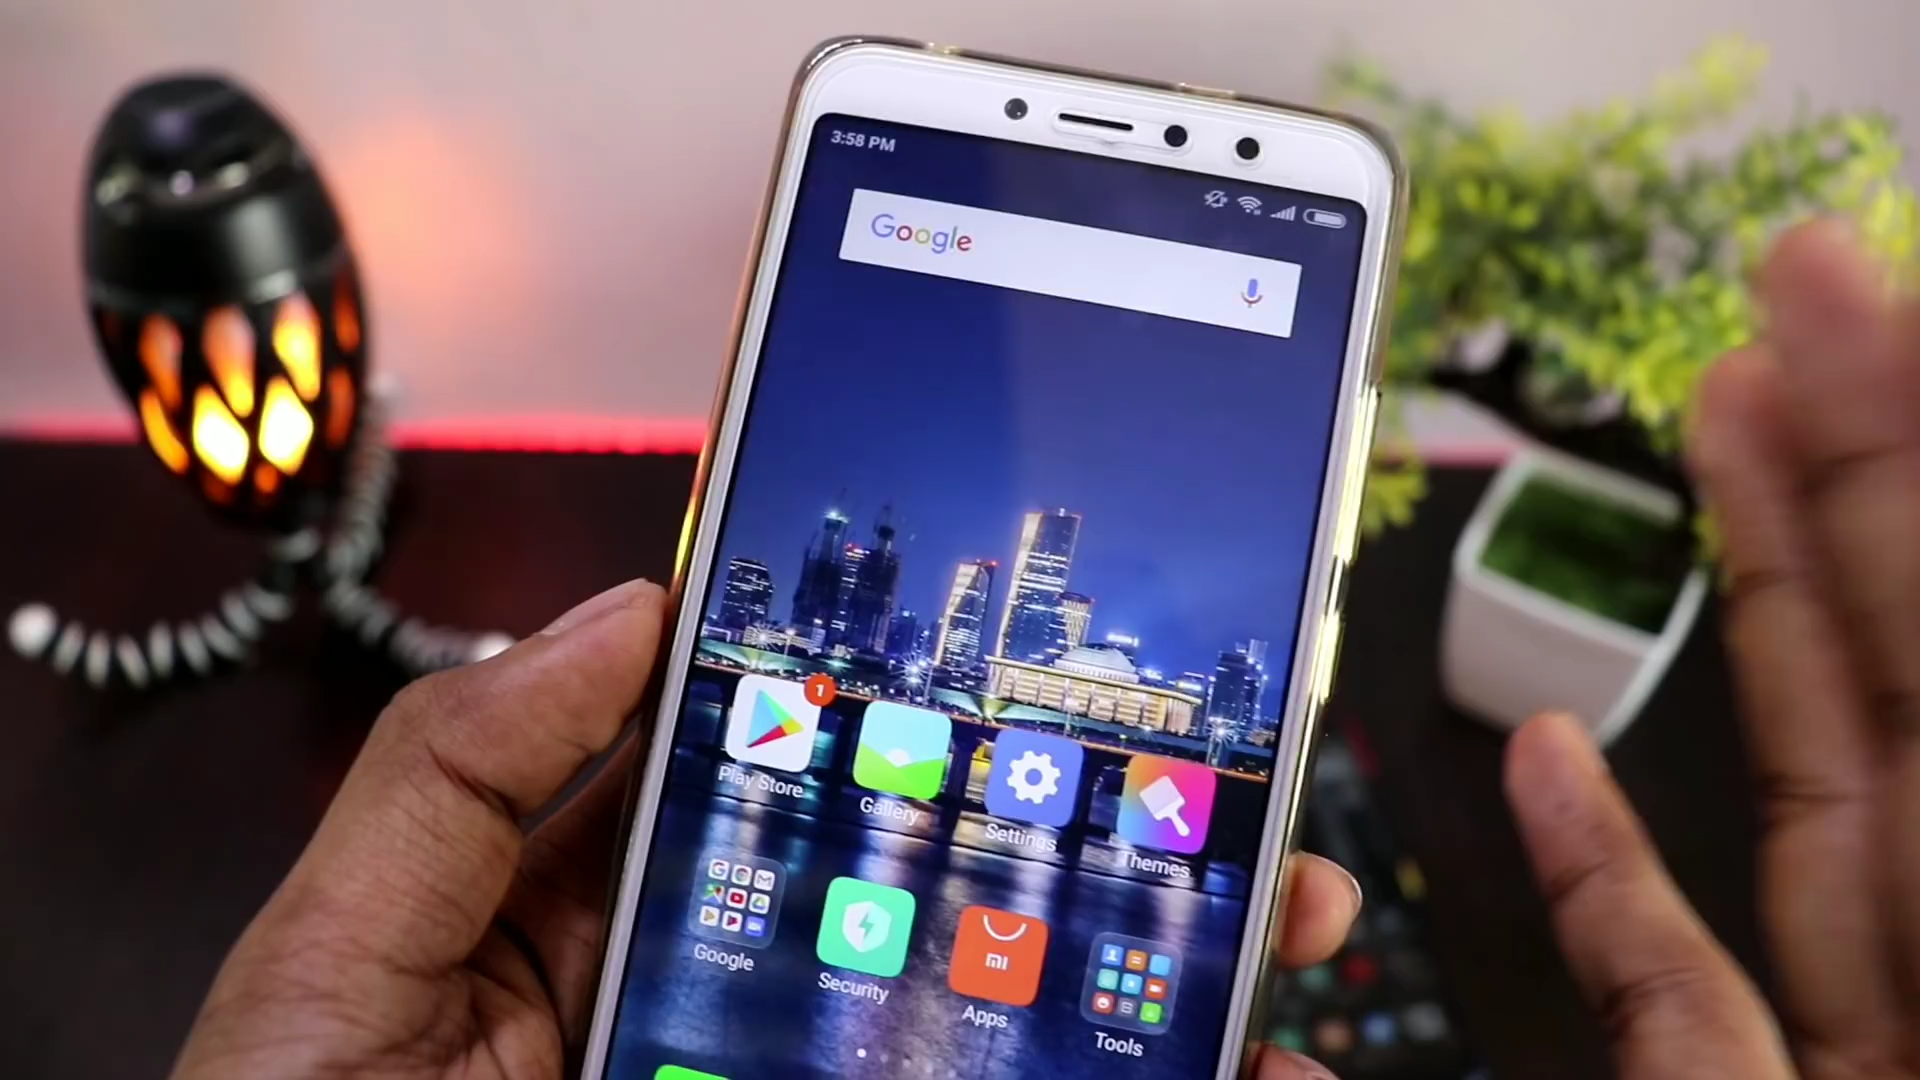 3:58 PM
Google
1
Play Store
Gallery
Settings
Themes
Google
Security
mi
Apps
Tools